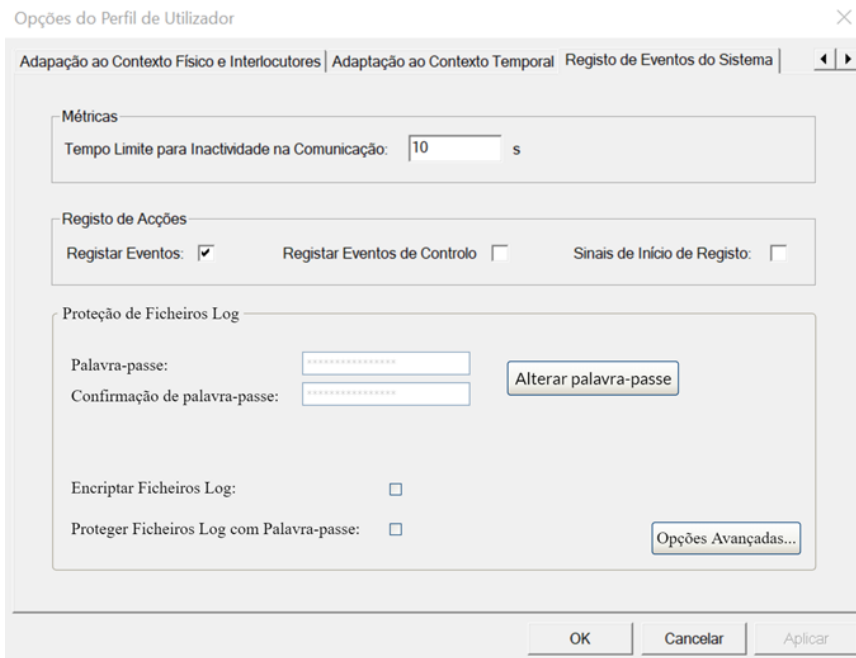 Opções do Perfil de Utilizador
Adapação ao Contexto Físico e Interlocutores Adaptação ao Contexto Temporal Registo de Eventos do Sistema
Métricas
Tempo Limite para Inactividade na Comunicação: 10 s
Registo de Acções
Registar Eventos: Registar Eventos de Controlo Sinais de Início de Registo:
Proteção de Ficheiros Log
Palavra-passe: ****************
Alterar palavra-passe
Confirmação de palavra-passe: ****************
Encriptar Ficheiros Log:
Proteger Ficheiros Log com Palavra-passe:
Opções Avançadas...
OK Cancelar Aplicar